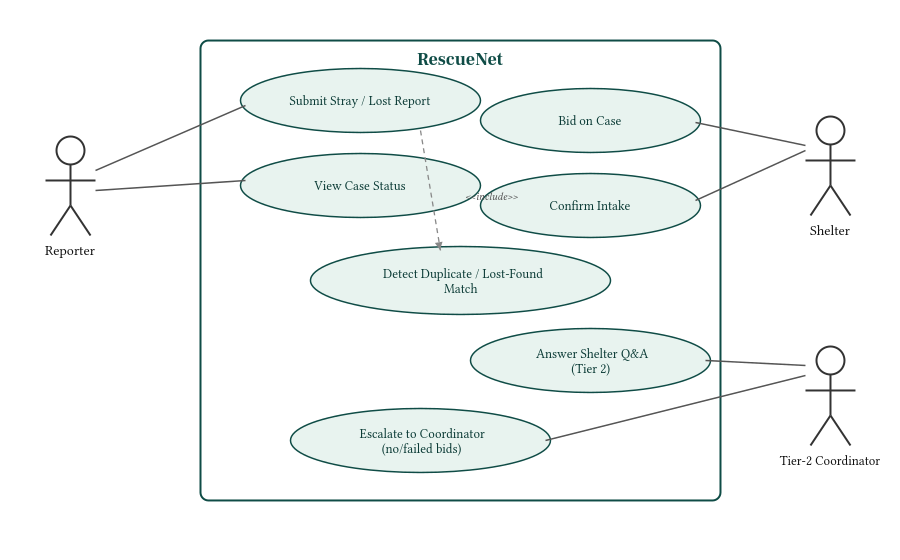 RescueNet
Submit Stray / Lost Report
Bid on Case
View Case Status
<<include>>
Confirm Intake
Reporter
Shelter
Detect Duplicate / Lost-Found
Match
Answer Shelter Q&A
(Tier 2)
Escalate to Coordinator
(no/failed bids)
Tier-2 Coordinator